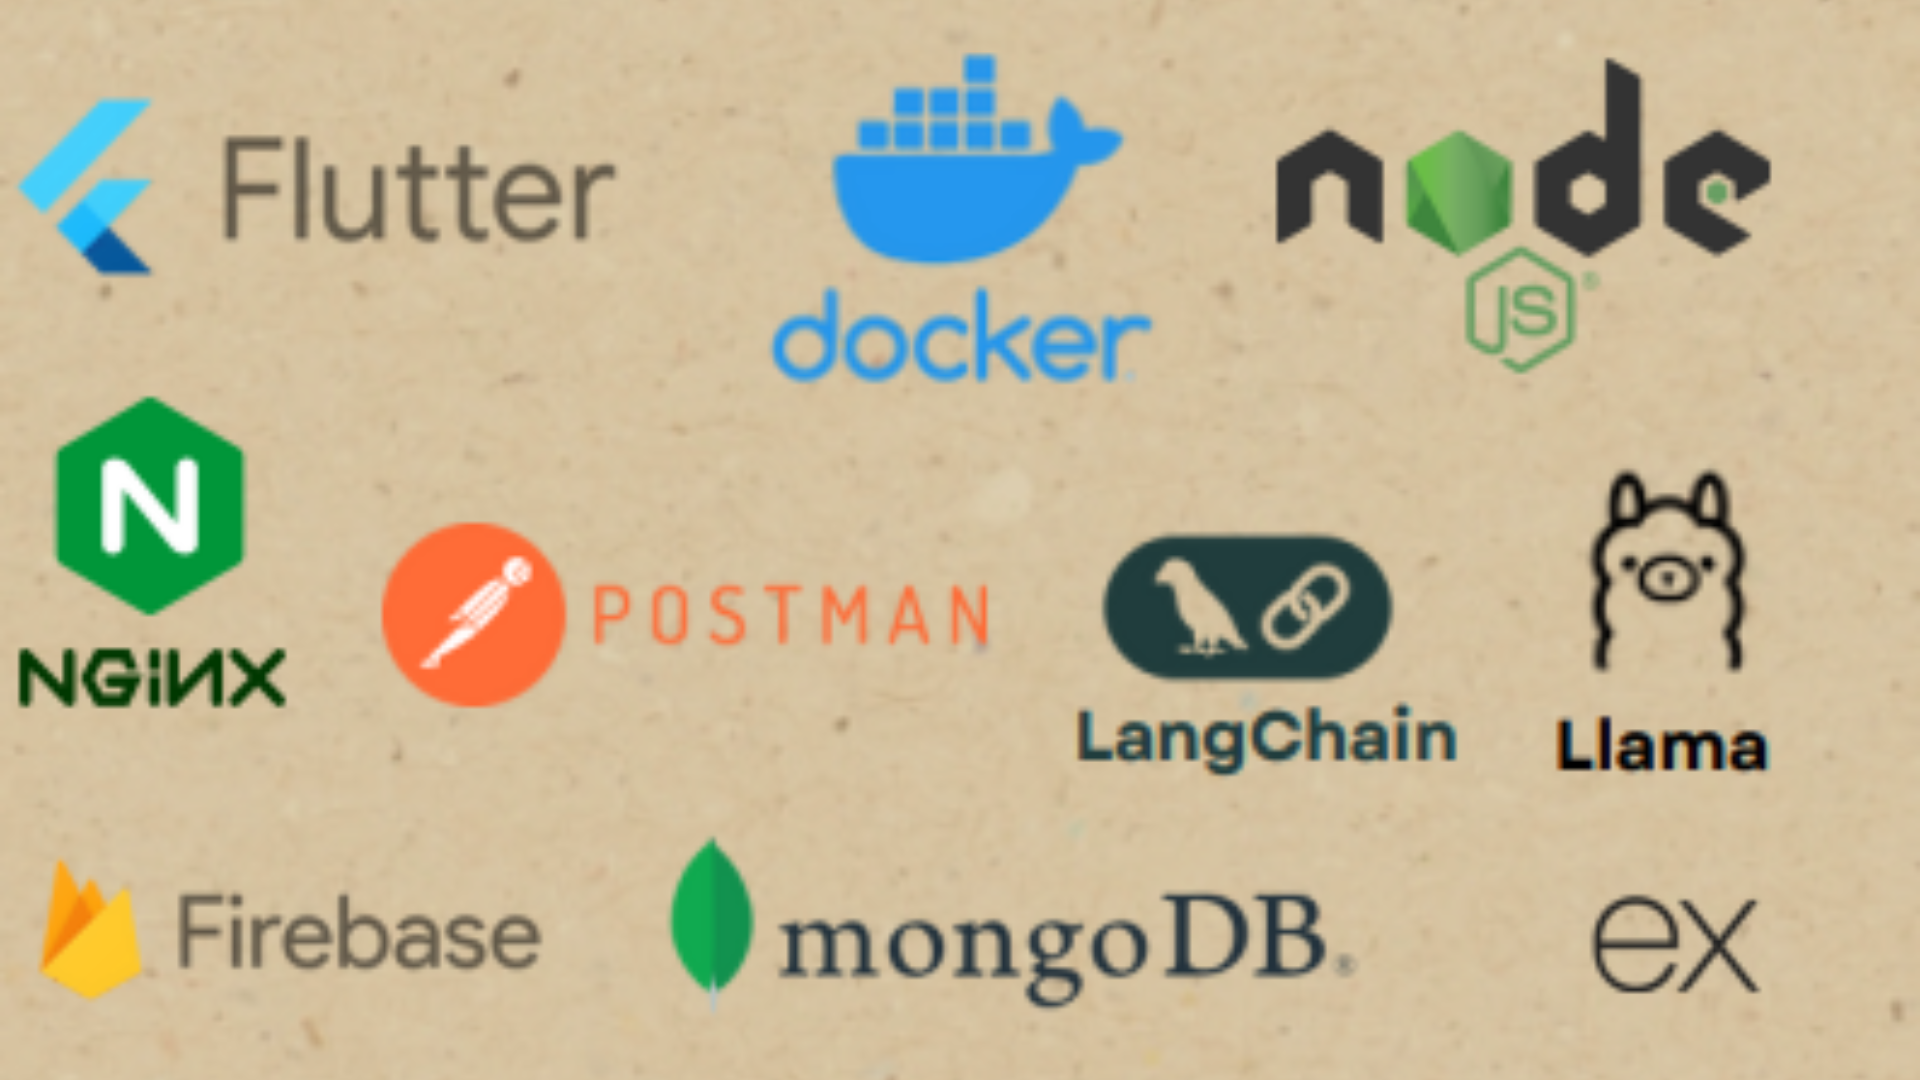 Flutter
docker
node
JS®
N
NGiNX
POSTMAN
LangChain
Llama
Firebase
mongoDB®
ex